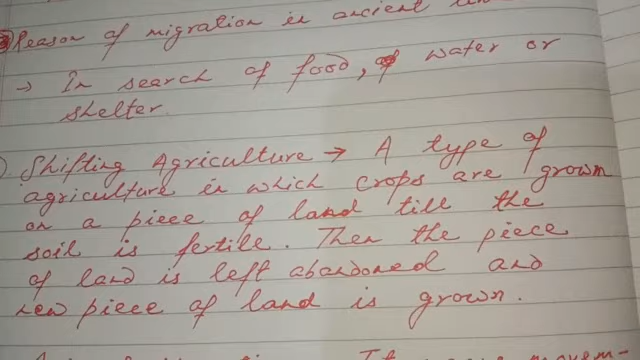 Reason of migration in ancient
→ In search of food, of water or
shelter.
Shifting Agriculture → A type of
agriculture in which crops are grown
on a piece of land till the
soil is fertile. Then the piece
of land is left abandoned and
new piece of land is grown.